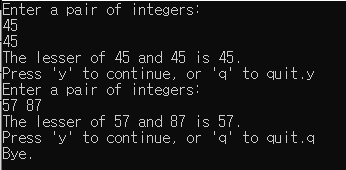 Enter a pair of integers:
45
45
The lesser of 45 and 45 is 45.
Press 'y' to continue, or 'q' to quit.y
Enter a pair of integers:
57 87
The lesser of 57 and 87 is 57.
Press 'y' to continue, or 'q' to quit.q
Bye.